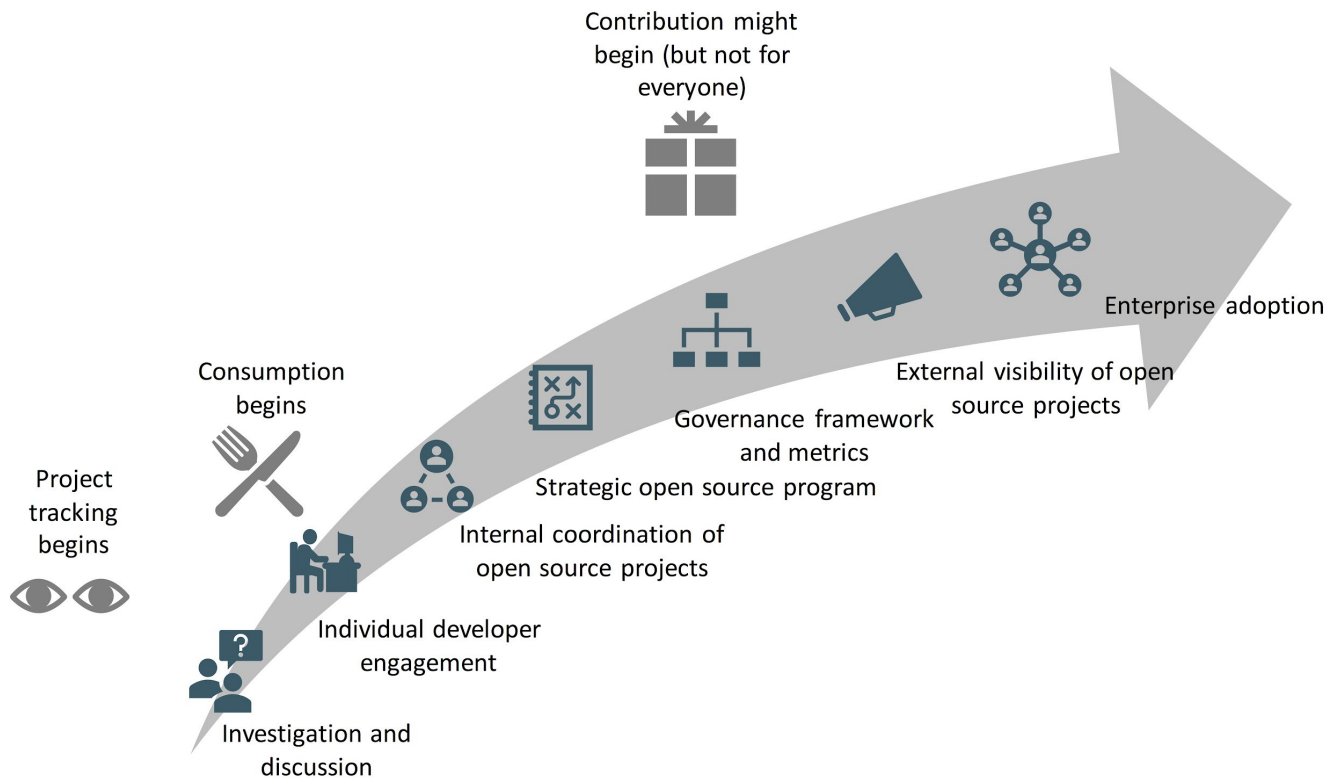 Contribution might
begin (but not for
everyone)
Enterprise adoption
External visibility of open
source projects
Consumption
begins
Governance framework
and metrics
Project
tracking
begins
Strategic open source program
Internal coordination of
open source projects
Individual developer
engagement
?
Investigation and
discussion